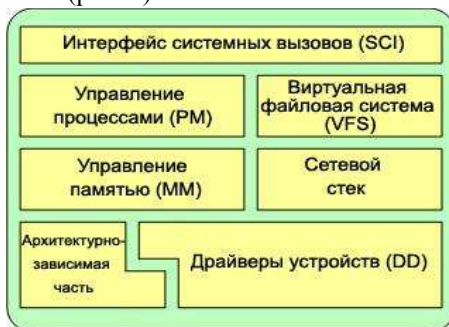 Интерфейс системных вызовов (SCI)
Управление
процессами (PM)
Виртуальная
файловая система
(VFS)
Управление
памятью (MM)
Сетевой
стек
Архитектурно-
зависимая
часть
Драйверы устройств (DD)